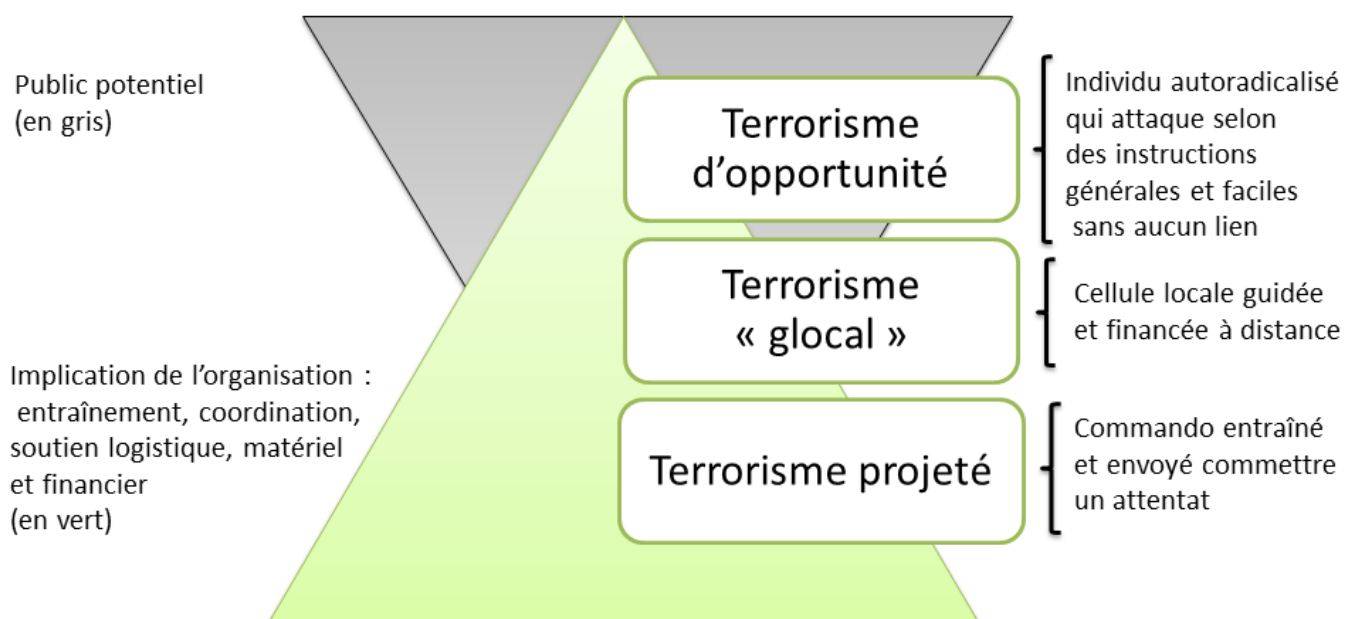 Public potentiel
(en gris)
Terrorisme
d’opportunité
Individu autoradicalisé
qui attaque selon
des instructions
générales et faciles
sans aucun lien
Terrorisme
« glocal »
Cellule locale guidée
et financée à distance
Implication de l’organisation :
entraînement, coordination,
soutien logistique, matériel
et financier
(en vert)
Terrorisme projeté
Commando entraîné
et envoyé commettre
un attentat